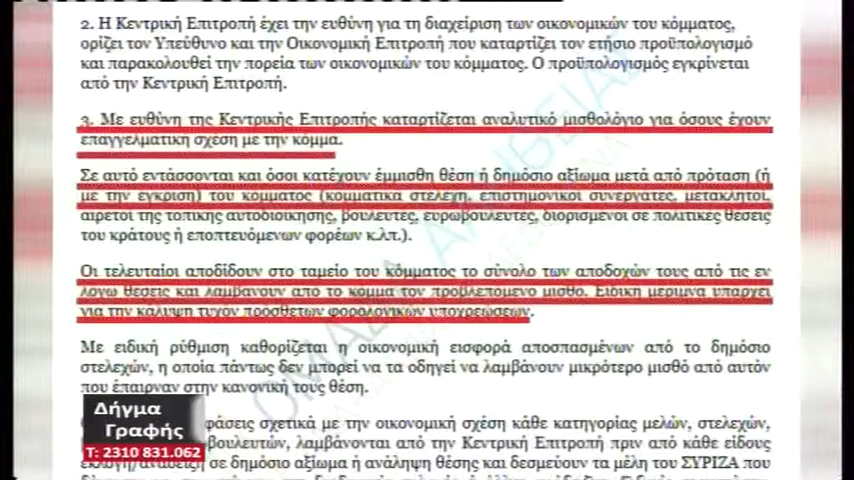 2. Η Κεντρική Επιτροπή έχει την ευθύνη για τη διαχείριση των οικονομικών του κόμματος,
ορίζει τον Υπεύθυνο και την Οικονομική Επιτροπή που καταρτίζει τον ετήσιο προϋπολογισμό
και παρακολουθεί την πορεία των οικονομικών του κόμματος. Ο προϋπολογισμός εγκρίνεται
από την Κεντρική Επιτροπή.
3. Με ευθύνη της Κεντρικής Επιτροπής καταρτίζεται αναλυτικό μισθολόγιο για όσους έχουν
επαγγελματική σχέση με την κόμμα.
Σε αυτό εντάσσονται και όσοι κατέχουν έμμισθη θέση ή δημόσιο αξίωμα μετά από πρόταση (ή
με την έγκριση) του κόμματος (κομματικά στελέχη, επιστημονικοί συνεργάτες, μετακλητοί,
αιρετοί της τοπικής αυτοδιοίκησης, βουλευτές, ευρωβουλευτές, διορισμένοι σε πολιτικές θέσεις
του κράτους ή εποπτευόμενων φορέων κ.λπ.).
Οι τελευταίοι αποδίδουν στο ταμείο του κόμματος το σύνολο των αποδοχών τους από τις εν
λόγω θέσεις και λαμβάνουν από το κόμμα τον προβλεπόμενο μισθό. Ειδική μέριμνα υπάρχει
για την κάλυψη τυχόν πρόσθετων φορολογικών υποχρεώσεων.
Με ειδική ρύθμιση καθορίζεται η οικονομική εισφορά αποσπασμένων από το δημόσιο
στελεχών, η οποία πάντως δεν μπορεί να τα οδηγεί να λαμβάνουν μικρότερο μισθό από αυτόν
που έπαιρναν στην κανονική τους θέση.
φάσεις σχετικά με την οικονομική σχέση κάθε κατηγορίας μελών, στελεχών,
βουλευτών, λαμβάνονται από την Κεντρική Επιτροπή πριν από κάθε είδους
εκλογή/ανάδειξη σε δημόσιο αξίωμα ή ανάληψη θέσης και δεσμεύουν τα μέλη του ΣΥΡΙΖΑ που
Δήγμα
Γραφής
Τ: 2310 831.062
ΟΜΑΔΑ ΑΛΗΘΕΙΑΣ